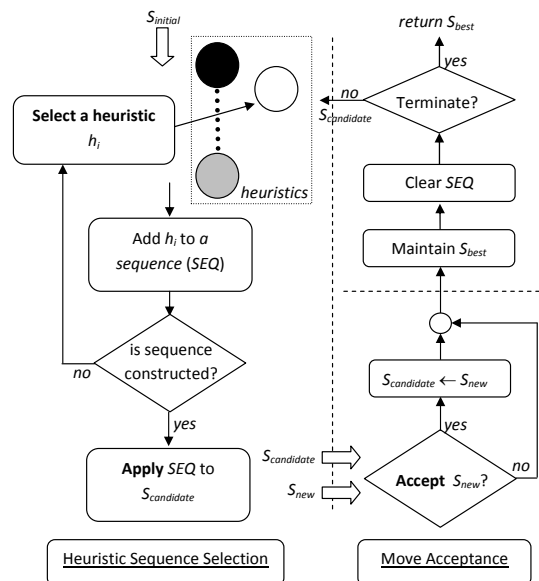 S_initial
Select a heuristic
h_i
heuristics
Add h_i to a
sequence (SEQ)
is sequence
constructed?
no
yes
Apply SEQ to
S_candidate
Heuristic Sequence Selection
return S_best
yes
no
Terminate?
S_candidate
Clear SEQ
Maintain S_best
S_candidate ← S_new
yes
S_candidate
Accept S_new?
no
S_new
Move Acceptance